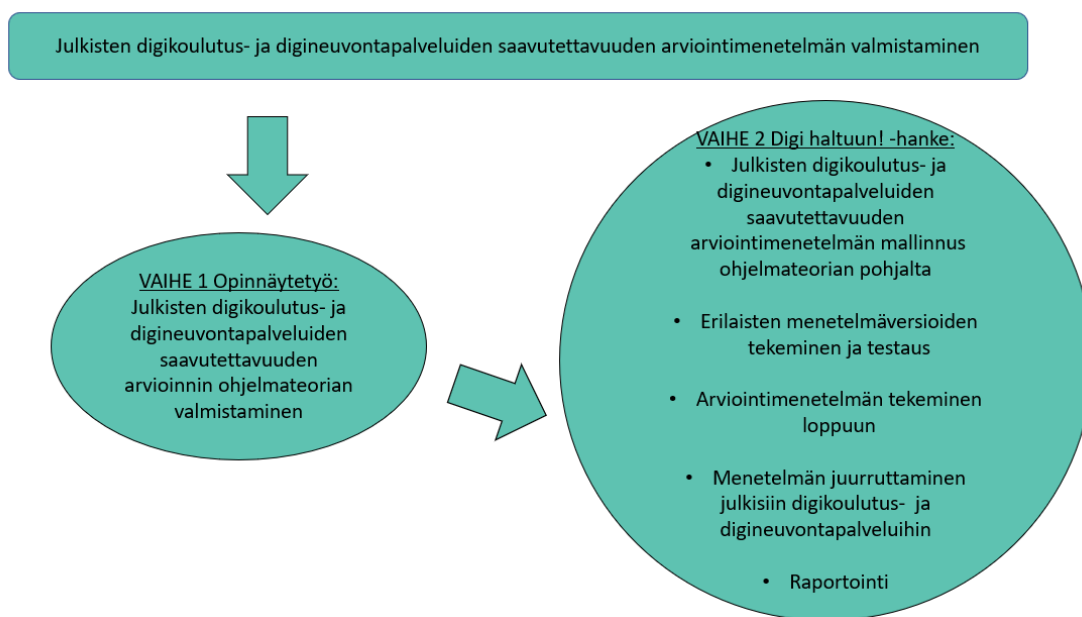 Julkisten digikoulutus- ja digineuvontapalveluiden saavutettavuuden arviointimenetelmän valmistaminen
VAIHE 1 Opinnäytetyö:
Julkisten digikoulutus- ja
digineuvontapalveluiden
saavutettavuuden
arvioinnin ohjelmateorian
valmistaminen
VAIHE 2 Digi haltuun! -hanke:
• Julkisten digikoulutus- ja
digineuvontapalveluiden
saavutettavuuden
arviointimenetelmän mallinnus
ohjelmateorian pohjalta
• Erilaisten menetelmäversioiden
tekeminen ja testaus
• Arviointimenetelmän tekeminen
loppuun
• Menetelmän juurruttaminen
julkisiin digikoulutus- ja
digineuvontapalveluihin
• Raportointi